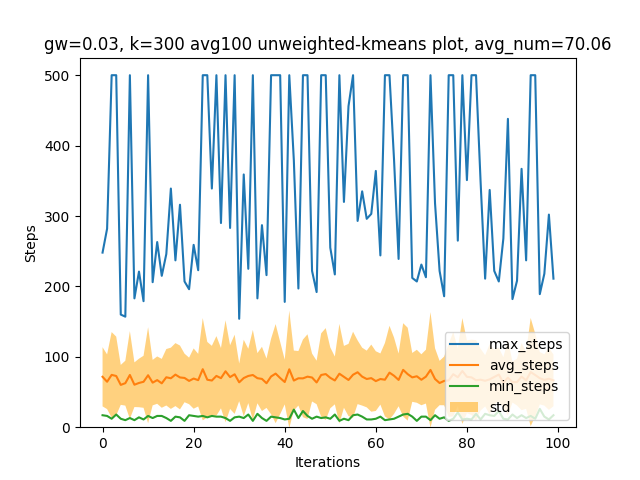 gw=0.03, k=300 avg100 unweighted-kmeans plot, avg_num=70.06
500
400
300
200
100
0
Steps
max_steps
avg_steps
min_steps
std
0
20
40
60
80
100
Iterations